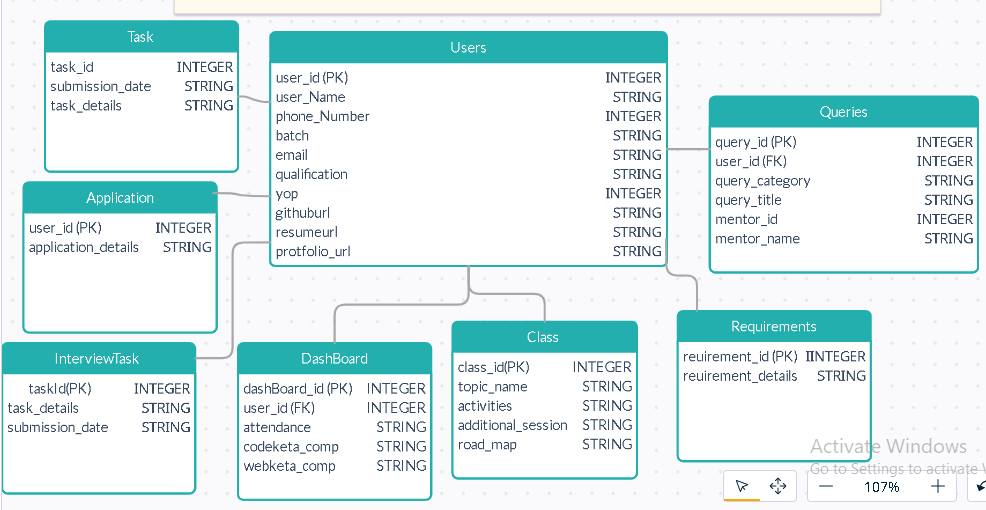 Task
task_id INTEGER
submission_date STRING
task_details STRING
Users
user_id (PK) INTEGER
user_Name STRING
phone_Number INTEGER
batch STRING
email STRING
qualification STRING
yop INTEGER
githuburl STRING
resumeurl STRING
protfolio_url STRING
Queries
query_id (PK) INTEGER
user_id (FK) INTEGER
query_category STRING
query_title STRING
mentor_id INTEGER
mentor_name STRING
Application
user_id (PK) INTEGER
application_details STRING
InterviewTask
taskId(PK) INTEGER
task_details STRING
submission_date STRING
DashBoard
dashBoard_id (PK) INTEGER
user_id (FK) INTEGER
attendance STRING
codeketa_comp STRING
webketa_comp STRING
Class
class_id(PK) INTEGER
topic_name STRING
activities STRING
additional_session STRING
road_map STRING
Requirements
reuirement_id (PK) IINTEGER
reuirement_details STRING
Activate Windows
Go to Settings to activate
107%